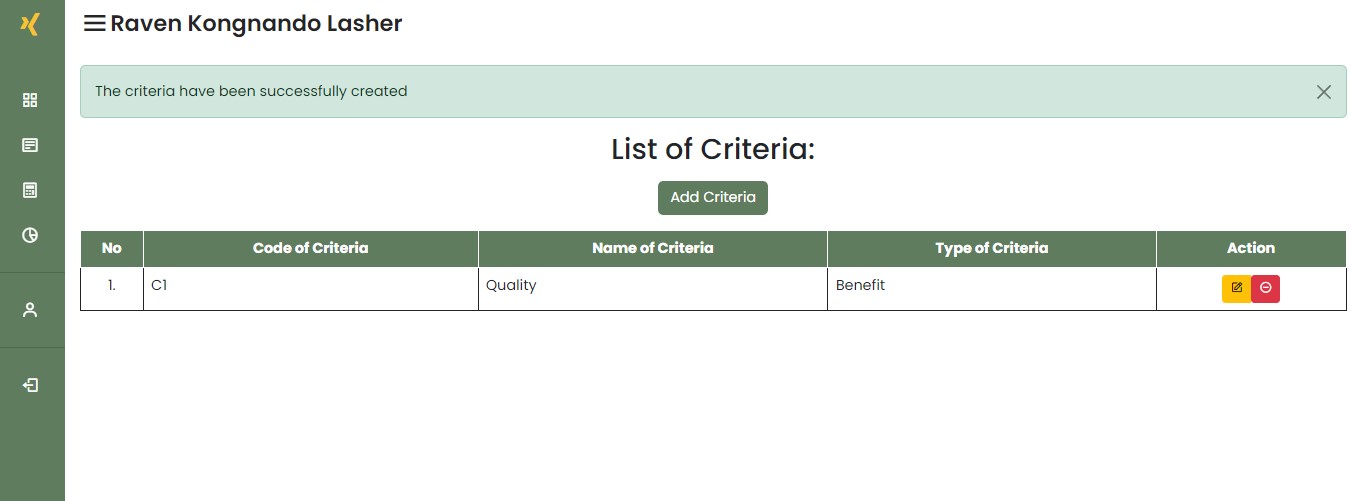 Raven Kongnando Lasher
The criteria have been successfully created
List of Criteria:
Add Criteria
No Code of Criteria Name of Criteria Type of Criteria Action
1. C1 Quality Benefit